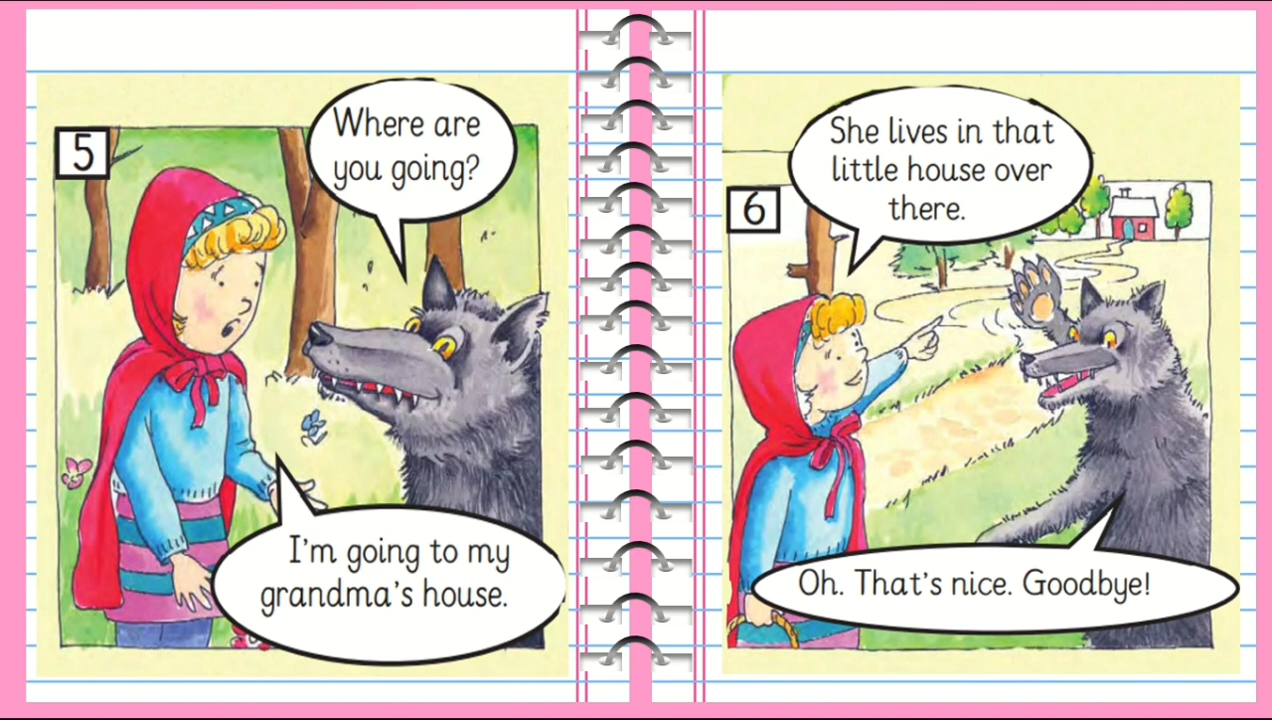 5
Where are
you going?
I'm going to my
grandma's house.
6
She lives in that
little house over
there.
Oh. That's nice. Goodbye!